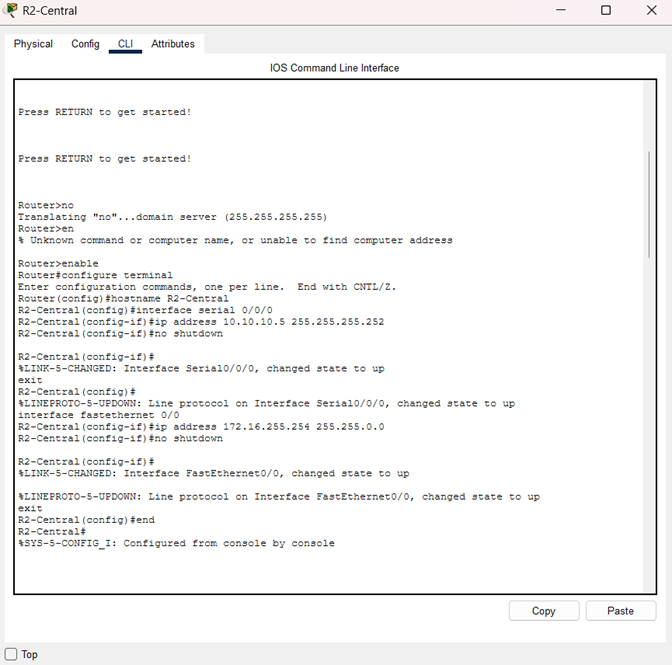 R2-Central
Physical Config CLI Attributes
IOS Command Line Interface
Press RETURN to get started!
Press RETURN to get started!
Router>no
Translating "no"...domain server (255.255.255.255)
Router>en
% Unknown command or computer name, or unable to find computer address
Router>enable
Router#configure terminal
Enter configuration commands, one per line.  End with CNTL/Z.
Router(config)#hostname R2-Central
R2-Central(config)#interface serial 0/0/0
R2-Central(config-if)#ip address 10.10.10.5 255.255.255.252
R2-Central(config-if)#no shutdown
R2-Central(config-if)#
%LINK-5-CHANGED: Interface Serial0/0/0, changed state to up
exit
R2-Central(config)#
%LINEPROTO-5-UPDOWN: Line protocol on Interface Serial0/0/0, changed state to up
interface fastethernet 0/0
R2-Central(config-if)#ip address 172.16.255.254 255.255.0.0
R2-Central(config-if)#no shutdown
R2-Central(config-if)#
%LINK-5-CHANGED: Interface FastEthernet0/0, changed state to up
%LINEPROTO-5-UPDOWN: Line protocol on Interface FastEthernet0/0, changed state to up
exit
R2-Central(config)#end
R2-Central#
%SYS-5-CONFIG_I: Configured from console by console
Copy Paste
Top